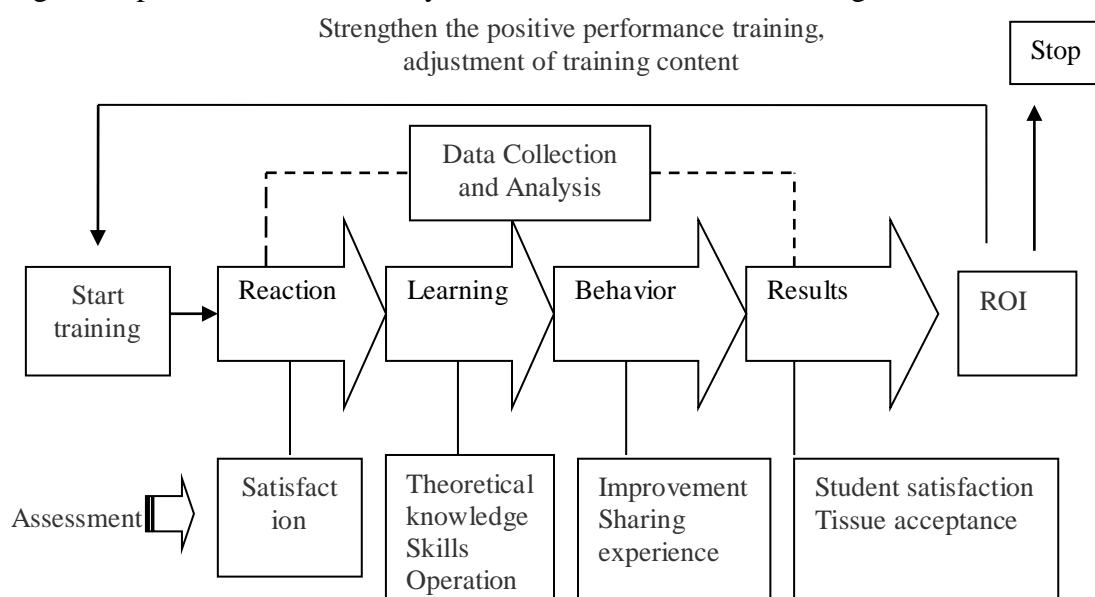 Strengthen the positive performance training,
adjustment of training content
Stop
Data Collection
and Analysis
Start
training
Reaction
Learning
Behavior
Results
ROI
Assessment
Satisfact
ion
Theoretical
knowledge
Skills
Operation
Improvement
Sharing
experience
Student satisfaction
Tissue acceptance